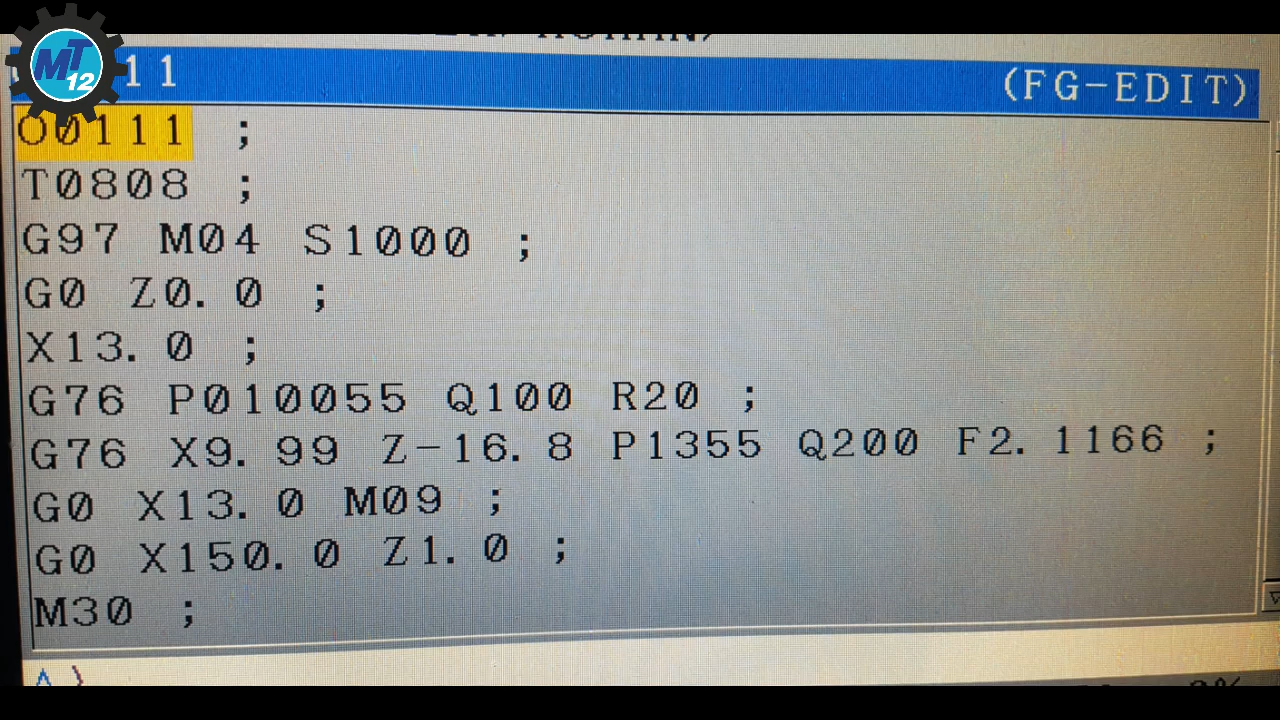 MT
12
11 (FG-EDIT)
O0111 ;
T0808 ;
G97 M04 S1000 ;
G0 Z0.0 ;
X13.0 ;
G76 P010055 Q100 R20 ;
G76 X9.99 Z-16.8 P1355 Q200 F2.1166 ;
G0 X13.0 M09 ;
G0 X150.0 Z1.0 ;
M30 ;